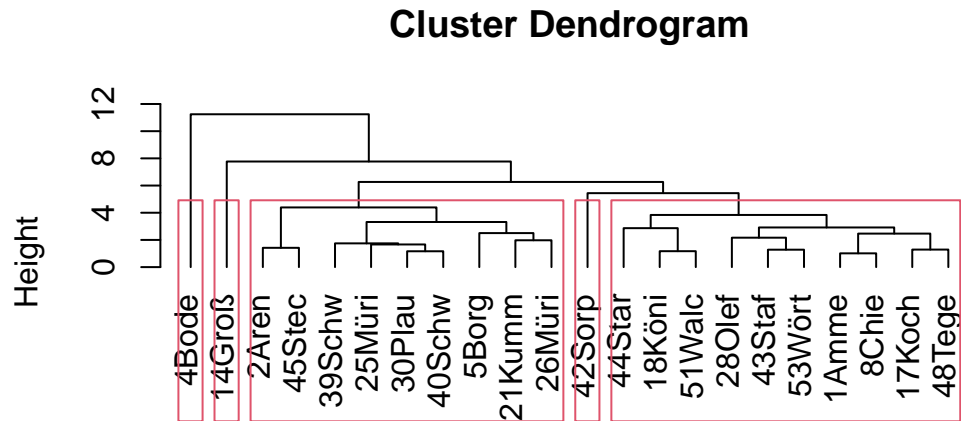 Cluster Dendrogram
Height
0 4 8 12
4Bode
14Groß
2Aren
45Stec
39Schw
25Müri
30Plau
40Schw
5Borg
21Kumm
26Müri
42Sorp
44Star
18Köni
51Walc
28Olef
43Staf
53Wört
1Amme
8Chie
17Koch
48Tege